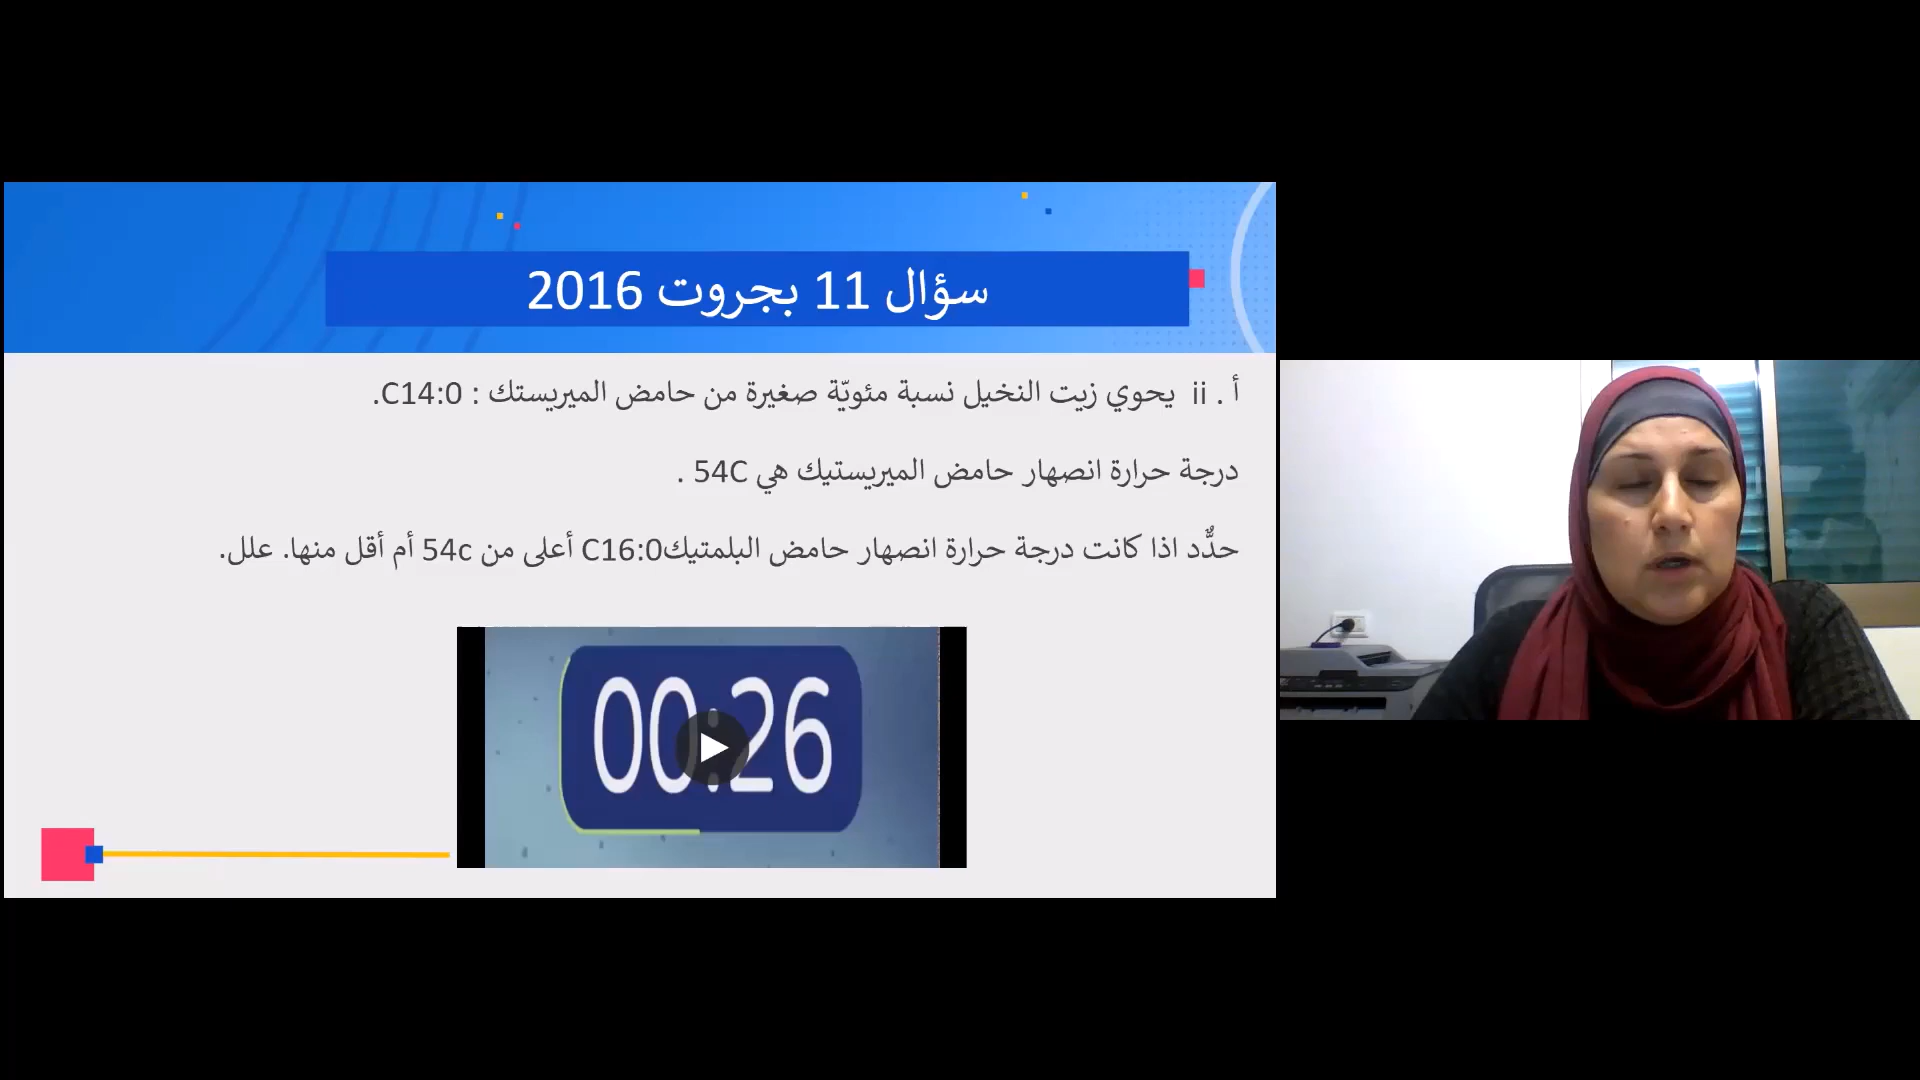 سؤال 11 بجروت 2016
أ . ii يحوي زيت النخيل نسبة مئويّة صغيرة من حامض الميريستك : C14:0.
درجة حرارة انصهار حامض الميريستيك هي 54C .
حدٌّد اذا كانت درجة حرارة انصهار حامض البلمتيكC16:0 أعلى من 54c أم أقل منها. علل.
00:26